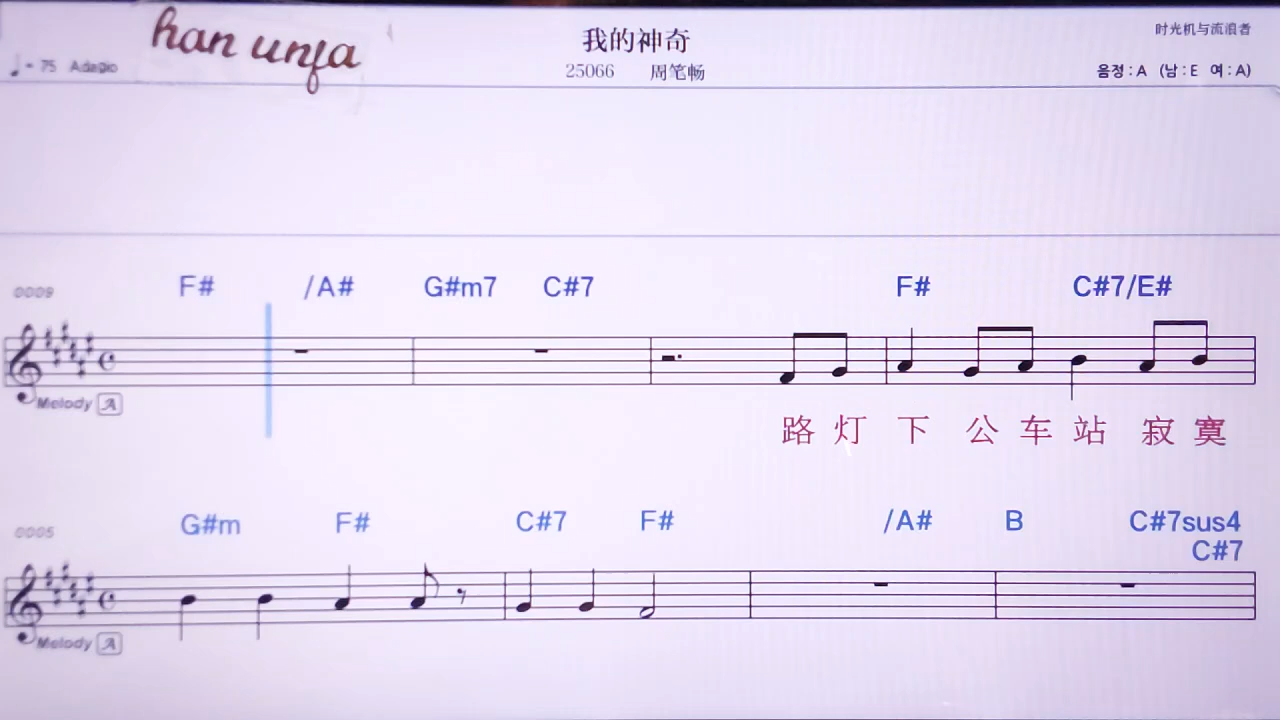 han unfa
我的神奇
时光机与流浪者
♩= 75 Adagio
25066 周笔畅
음정 : A (남 : E 여 : A)
F# /A# G#m7 C#7 F# C#7/E#
0009
Melody A
路灯下公车站寂寞
G#m F# C#7 F# /A# B C#7sus4
C#7
0005
Melody A